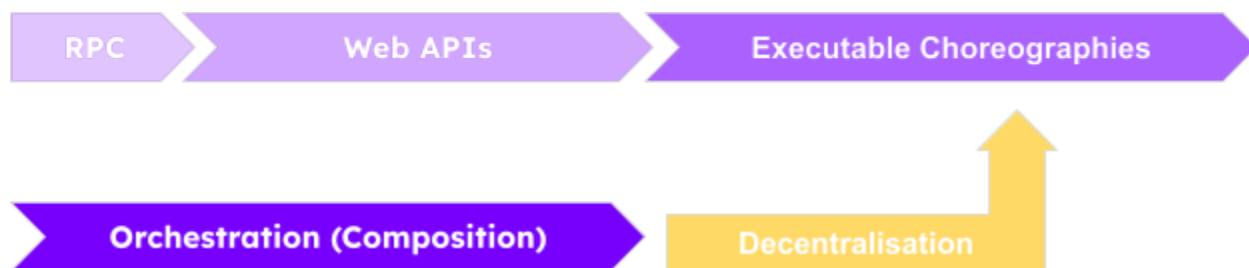 RPC
Web APIs
Executable Choreographies
Orchestration (Composition)
Decentralisation